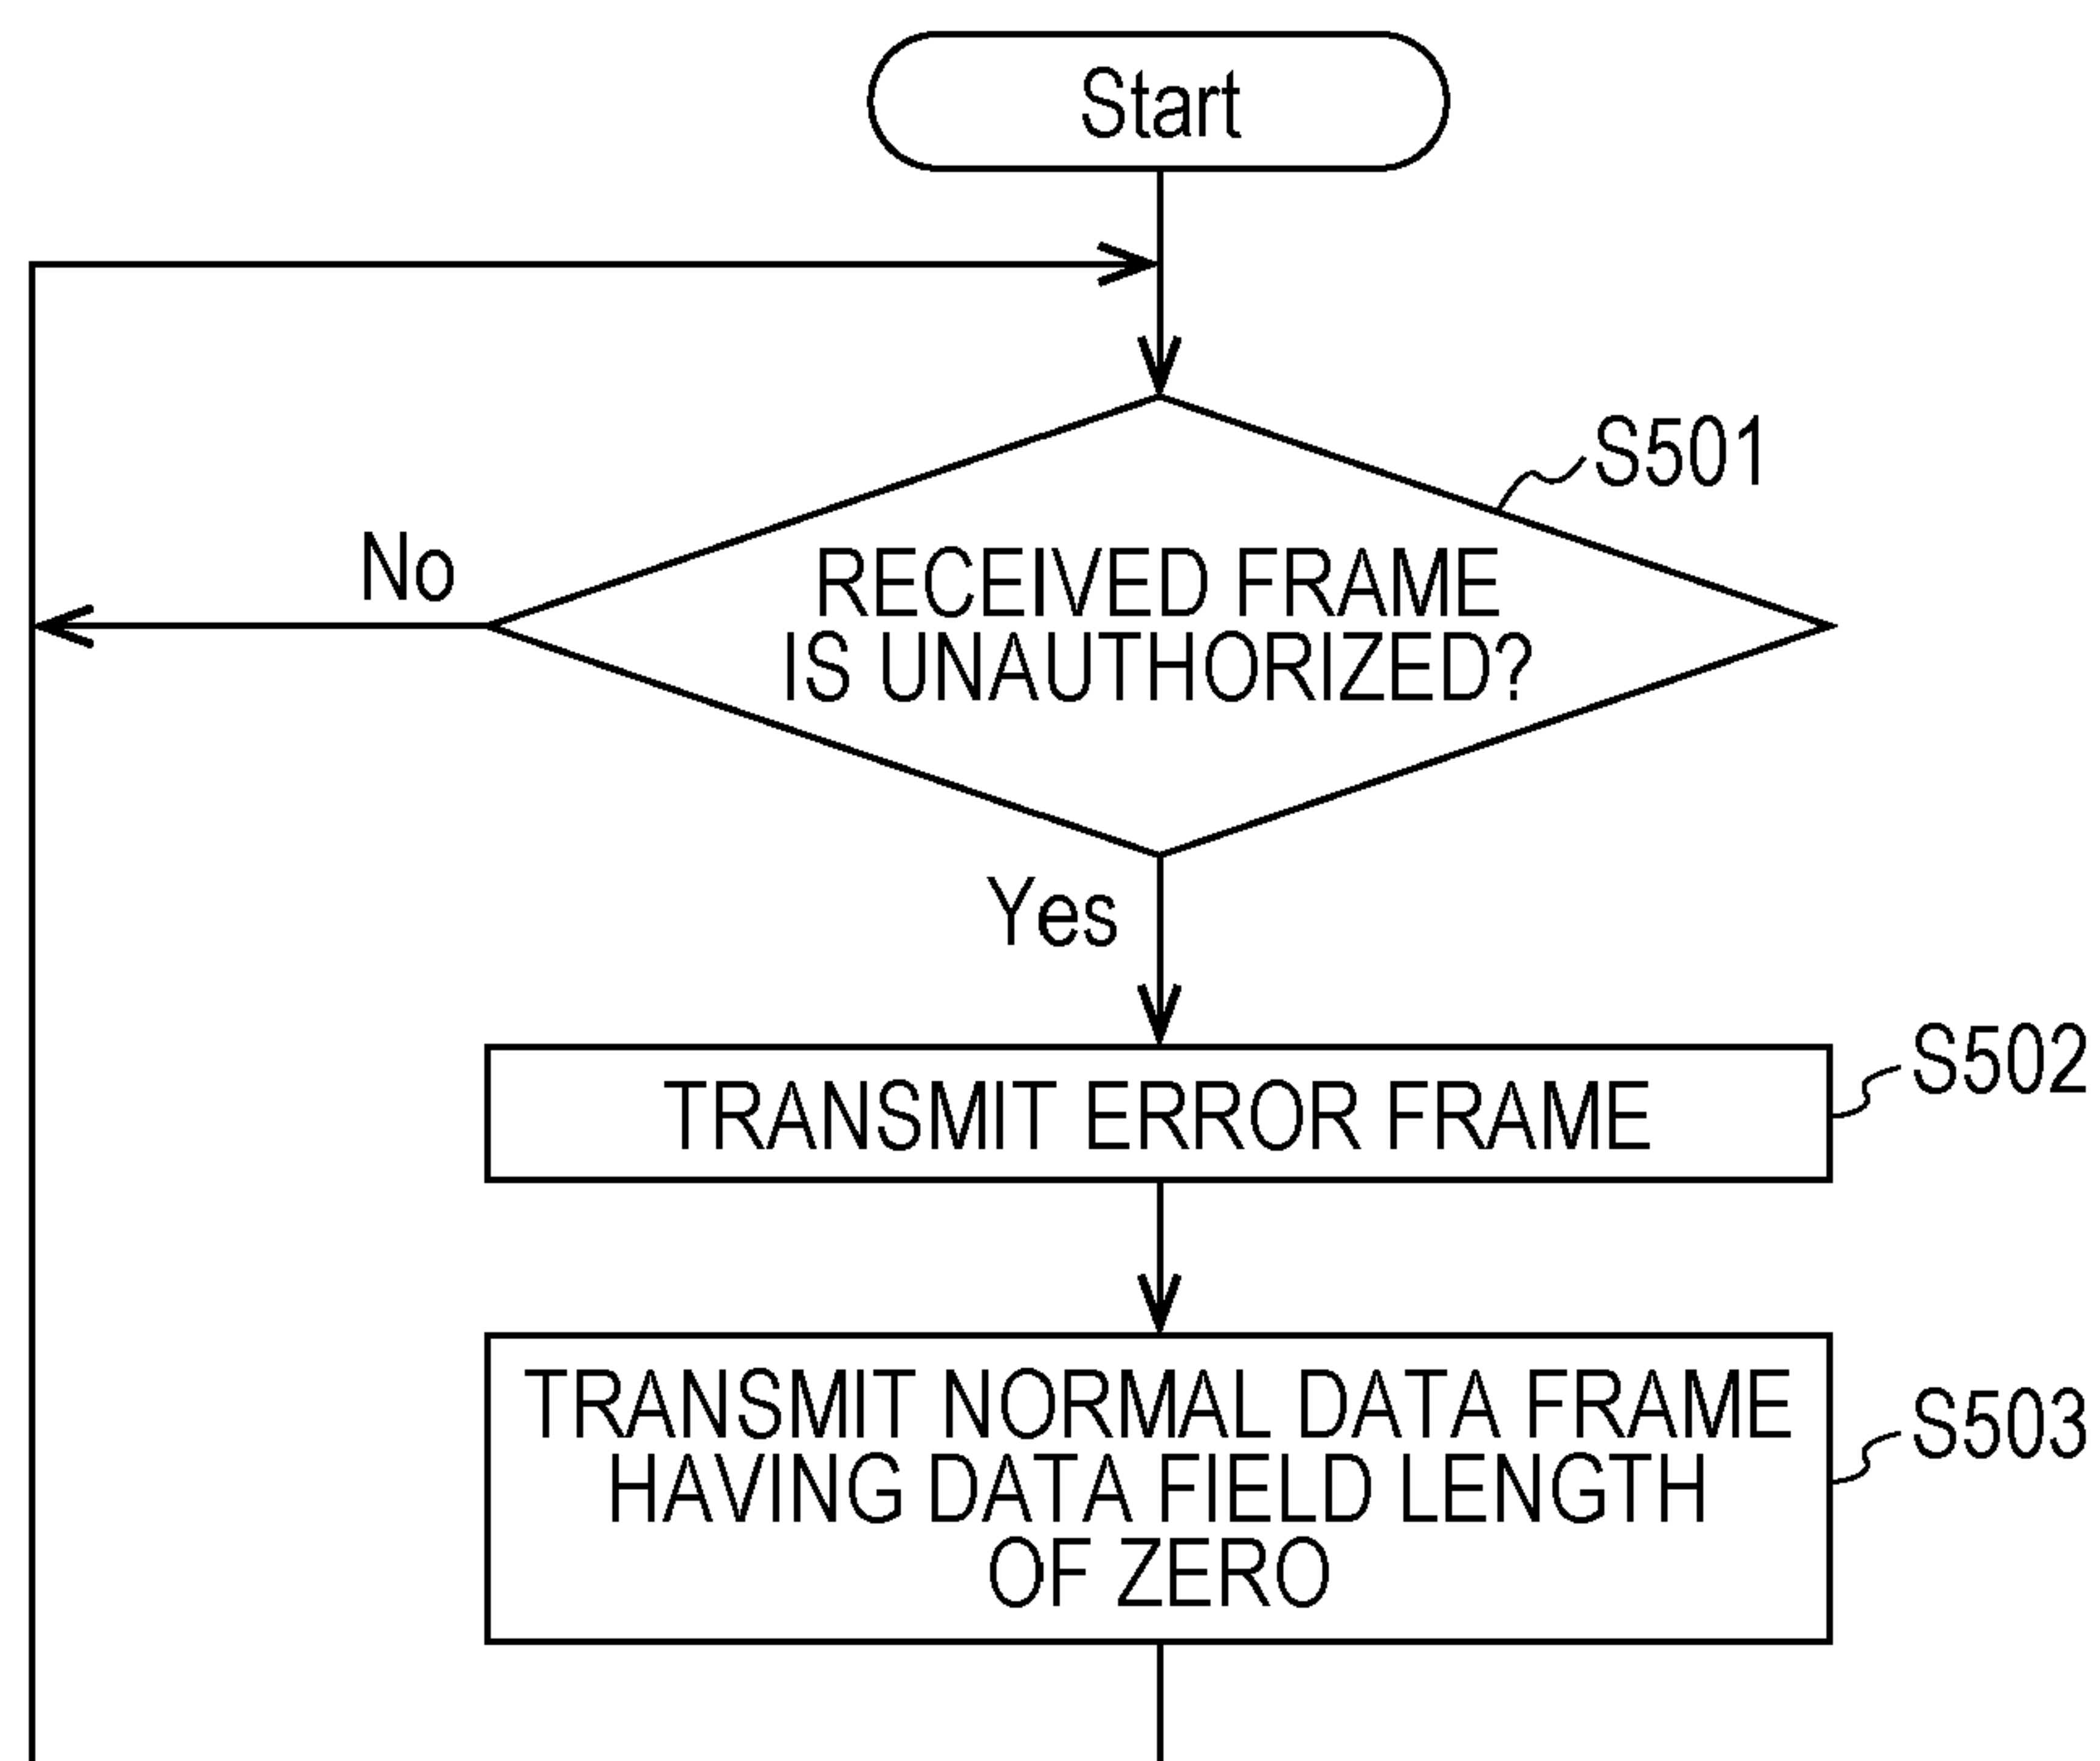 Start
S501
No
RECEIVED FRAME
IS UNAUTHORIZED?
Yes
S502
TRANSMIT ERROR FRAME
TRANSMIT NORMAL DATA FRAME
HAVING DATA FIELD LENGTH
OF ZERO
S503